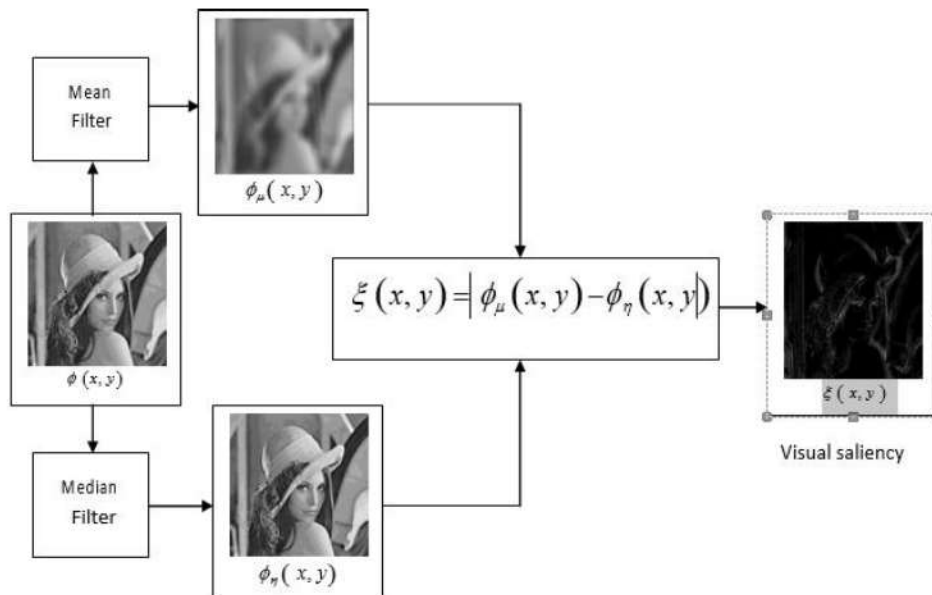 Mean
Filter
ϕ_μ( x, y)
ϕ (x, y)
ξ (x, y) =| ϕ_μ(x, y) −ϕ_η(x, y|)
ξ ( x, y)
Visual saliency
Median
Filter
ϕ_η( x, y)